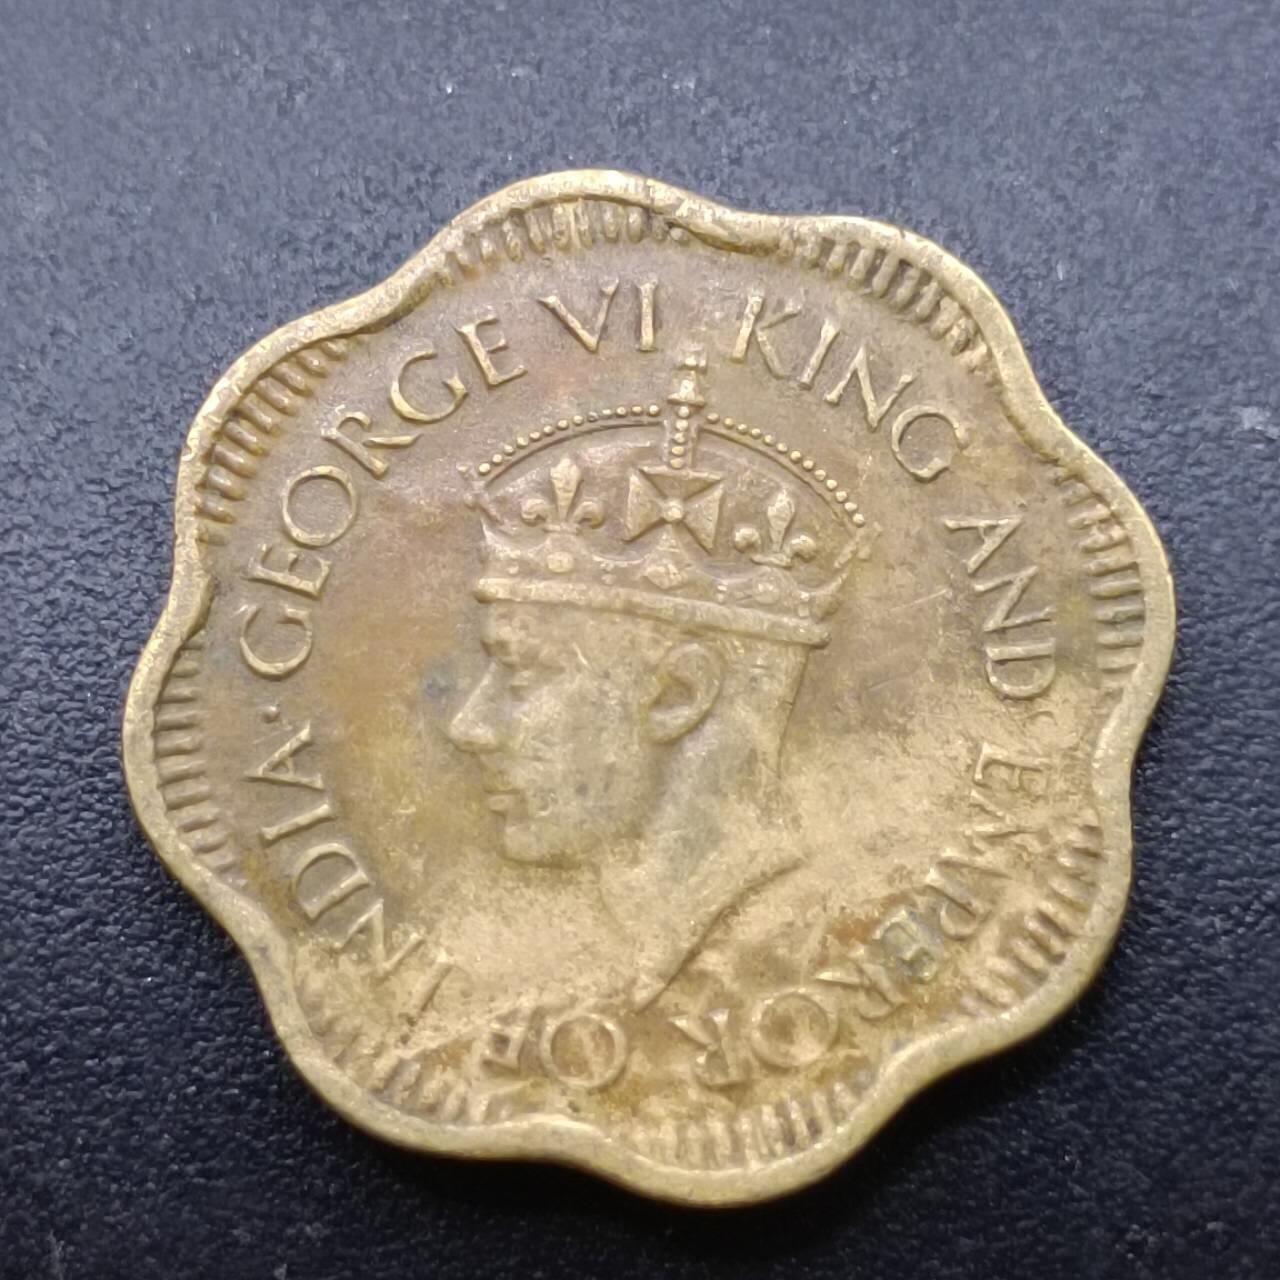 GEORGE VI KING AND EMPEROR OF INDIA·